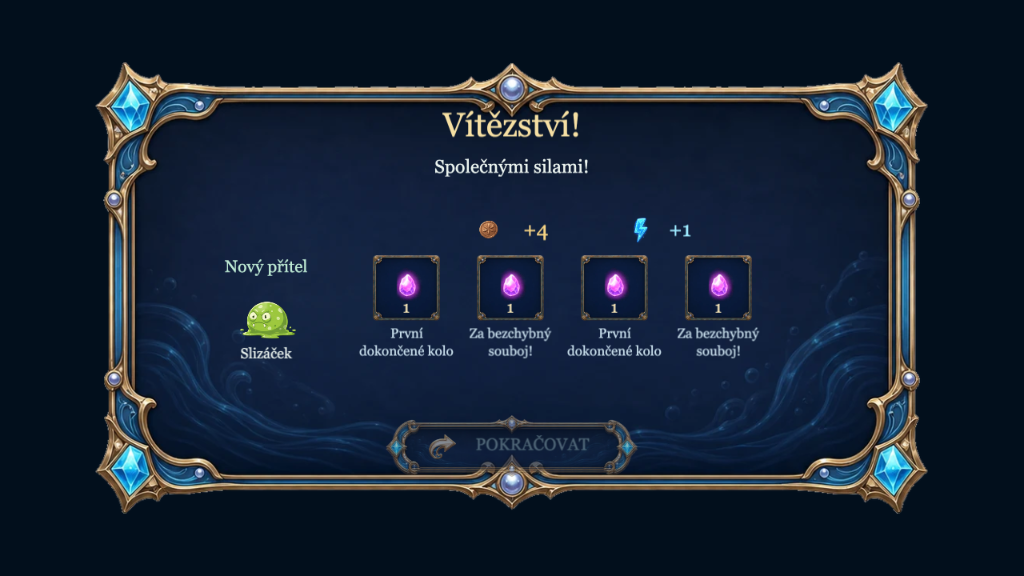 Vítězství!
Společnými silami!
+4
+1
Nový přítel
Slizáček
1
1
1
1
První
dokončené kolo
Za bezchybný
souboj!
První
dokončené kolo
Za bezchybný
souboj!
POKRAČOVAT